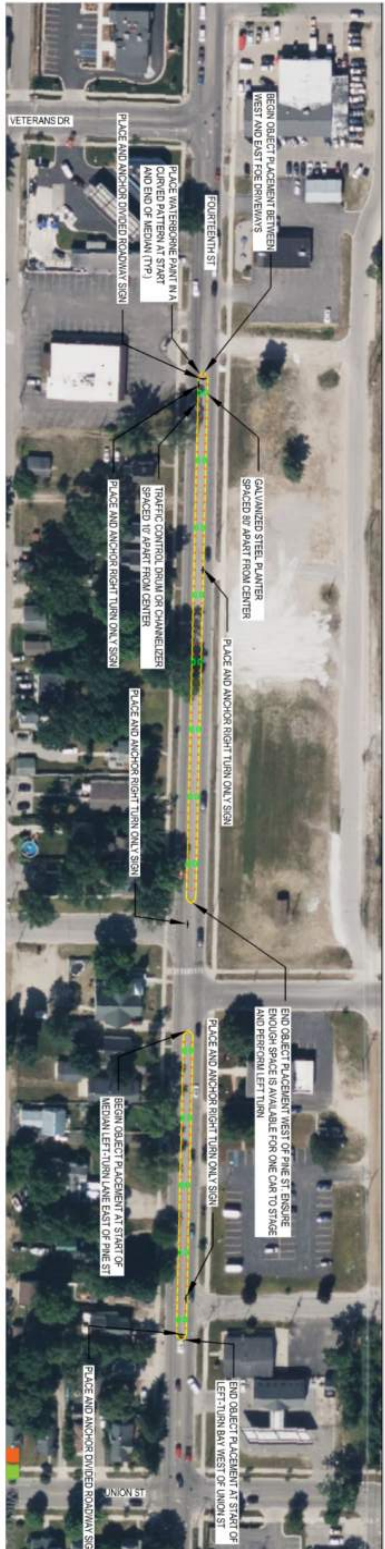 VETERANS DR
FOURTEENTH ST
BEGIN OBJECT PLACEMENT BETWEEN
WEST AND EAST FOE DRIVEWAYS
PLACE WATERBORNE PAINT IN A
CURVED PATTERN AT START
AND END OF MEDIAN (TYP.)
PLACE AND ANCHOR DIVIDED ROADWAY SIGN
GALVANIZED STEEL PLANTER
SPACED 80' APART FROM CENTER
TRAFFIC CONTROL DRUM OR CHANNELIZER
SPACED 10' APART FROM CENTER
PLACE AND ANCHOR RIGHT TURN ONLY SIGN
PLACE AND ANCHOR RIGHT TURN ONLY SIGN
PLACE AND ANCHOR RIGHT TURN ONLY SIGN
END OBJECT PLACEMENT WEST OF PINE ST. ENSURE
ENOUGH SPACE IS AVAILABLE FOR ONE CAR TO STAGE
AND PERFORM LEFT TURN
PLACE AND ANCHOR RIGHT TURN ONLY SIGN
BEGIN OBJECT PLACEMENT AT START OF
MEDIAN LEFT-TURN LANE EAST OF PINE ST
END OBJECT PLACEMENT AT START OF
LEFT-TURN BAY WEST OF UNION ST
PLACE AND ANCHOR DIVIDED ROADWAY SIG
UNION ST